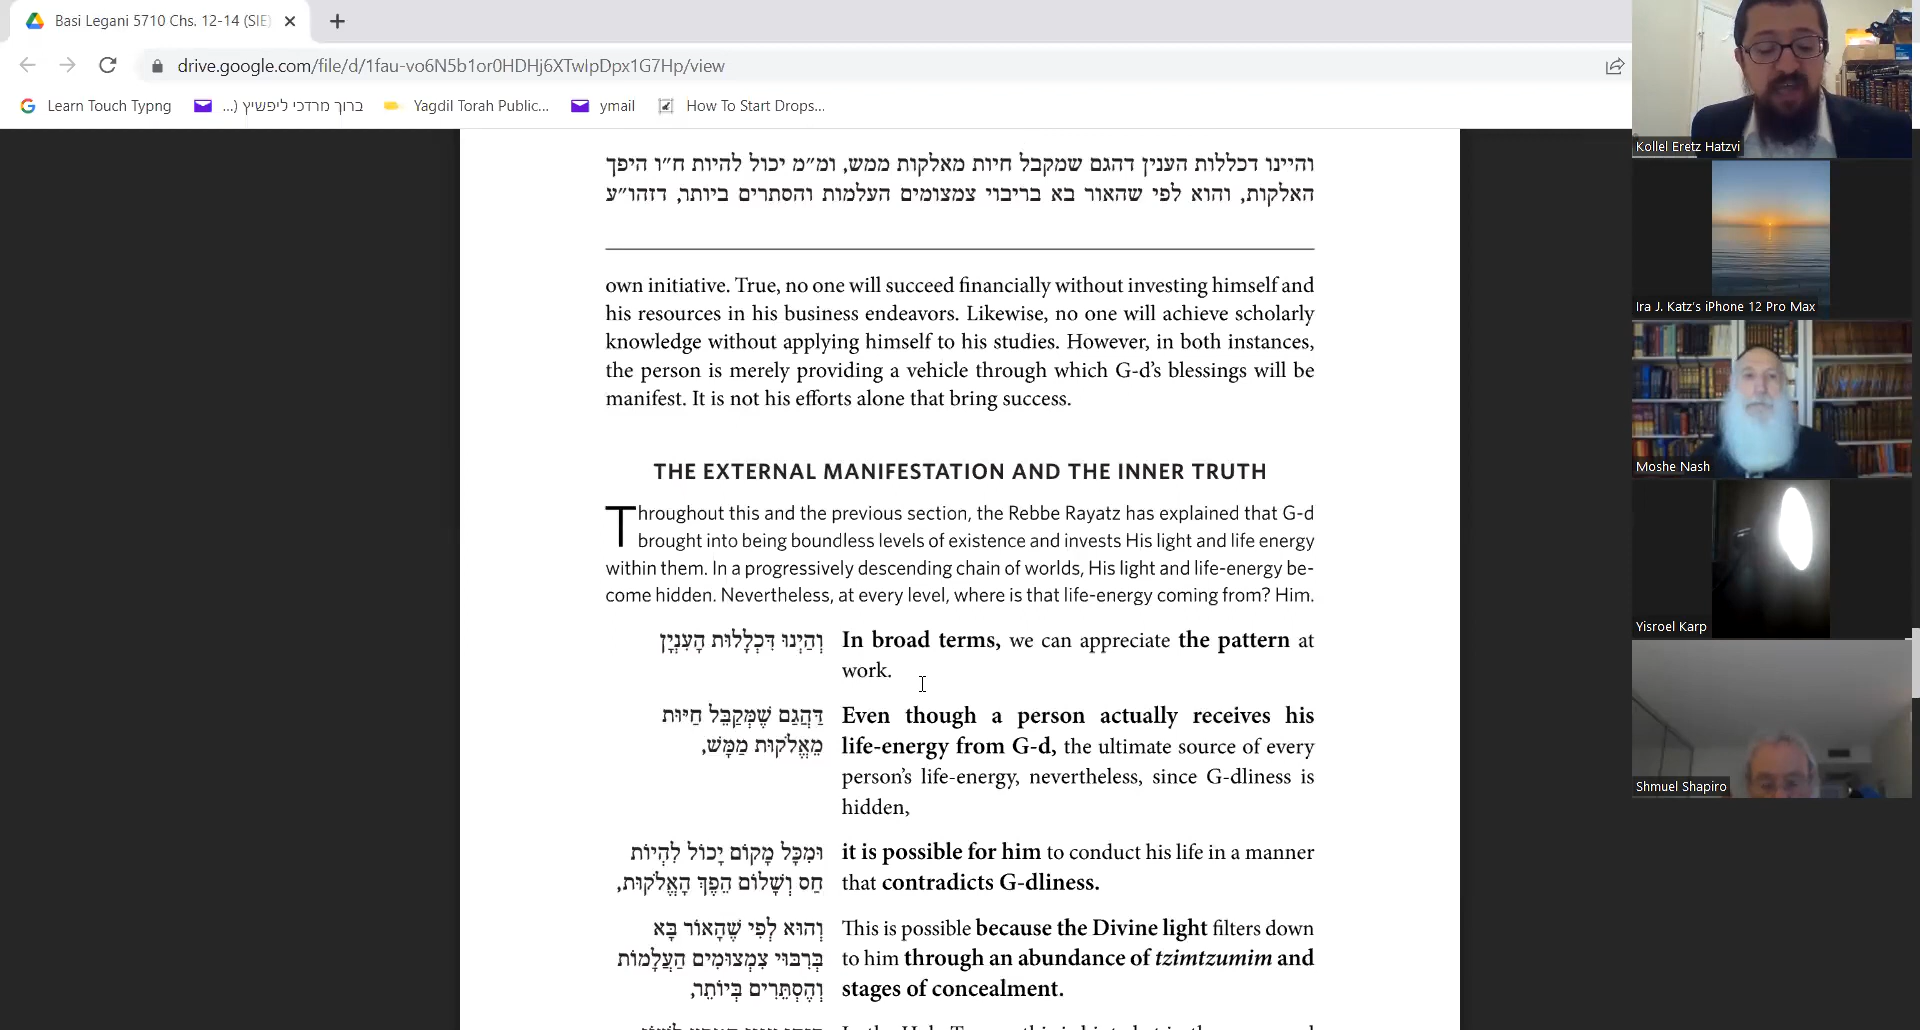 Basi Legani 5710 Chs. 12-14 (SIE)
drive.google.com/file/d/1fau-vo6N5b1or0HDHj6XTwIpDpx1G7Hp/view
Learn Touch Typng
ברוך מרדכי ליפשיץ (...
Yagdil Torah Public...
ymail
How To Start Drops...
והיינו דכללות הענין דהגם שמקבל חיות מאלקות ממש, ומ״מ יכול להיות ח״ו היפך
האלקות, והוא לפי שהאור בא בריבוי צמצומים העלמות והסתרים ביותר, דזהו״ע
own initiative. True, no one will succeed financially without investing himself and
his resources in his business endeavors. Likewise, no one will achieve scholarly
knowledge without applying himself to his studies. However, in both instances,
the person is merely providing a vehicle through which G-d’s blessings will be
manifest. It is not his efforts alone that bring success.
THE EXTERNAL MANIFESTATION AND THE INNER TRUTH
Throughout this and the previous section, the Rebbe Rayatz has explained that G-d
brought into being boundless levels of existence and invests His light and life energy
within them. In a progressively descending chain of worlds, His light and life-energy be-
come hidden. Nevertheless, at every level, where is that life-energy coming from? Him.
וְהַיְנוּ דִּכְלָלוּת הָעִנְיָן
In broad terms, we can appreciate the pattern at
work.
דַּהֲגַם שֶׁמְּקַבֵּל חַיּוּת
מֵאֱלֹקוּת מַמָּשׁ,
Even though a person actually receives his
life-energy from G-d, the ultimate source of every
person’s life-energy, nevertheless, since G-dliness is
hidden,
וּמִכָּל מָקוֹם יָכוֹל לִהְיוֹת
חַס וְשָׁלוֹם הֵפֶךְ הָאֱלֹקוּת,
it is possible for him to conduct his life in a manner
that contradicts G-dliness.
וְהוּא לְפִי שֶׁהָאוֹר בָּא
בְּרִבּוּי צִמְצוּמִים הַעֲלָמוֹת
וְהֶסְתֵּרִים בְּיוֹתֵר,
This is possible because the Divine light filters down
to him through an abundance of tzimtzumim and
stages of concealment.
Kollel Eretz Hatzvi
Ira J. Katz's iPhone 12 Pro Max
Moshe Nash
Yisroel Karp
Shmuel Shapiro